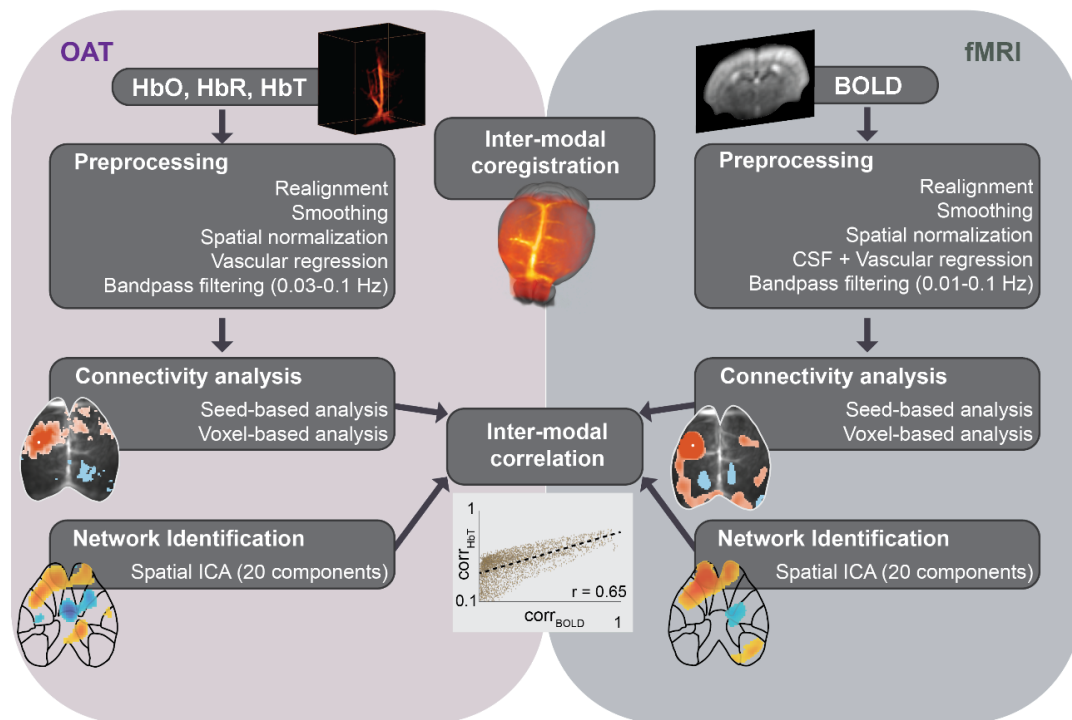 OAT
HbO, HbR, HbT
Preprocessing
Realignment
Smoothing
Spatial normalization
Vascular regression
Bandpass filtering (0.03-0.1 Hz)
Connectivity analysis
Seed-based analysis
Voxel-based analysis
Network Identification
Spatial ICA (20 components)
Inter-modal
coregistration
Inter-modal
correlation
1
corrHbT
0.1
r = 0.65
corrBOLD
1
fMRI
BOLD
Preprocessing
Realignment
Smoothing
Spatial normalization
CSF + Vascular regression
Bandpass filtering (0.01-0.1 Hz)
Connectivity analysis
Seed-based analysis
Voxel-based analysis
Network Identification
Spatial ICA (20 components)